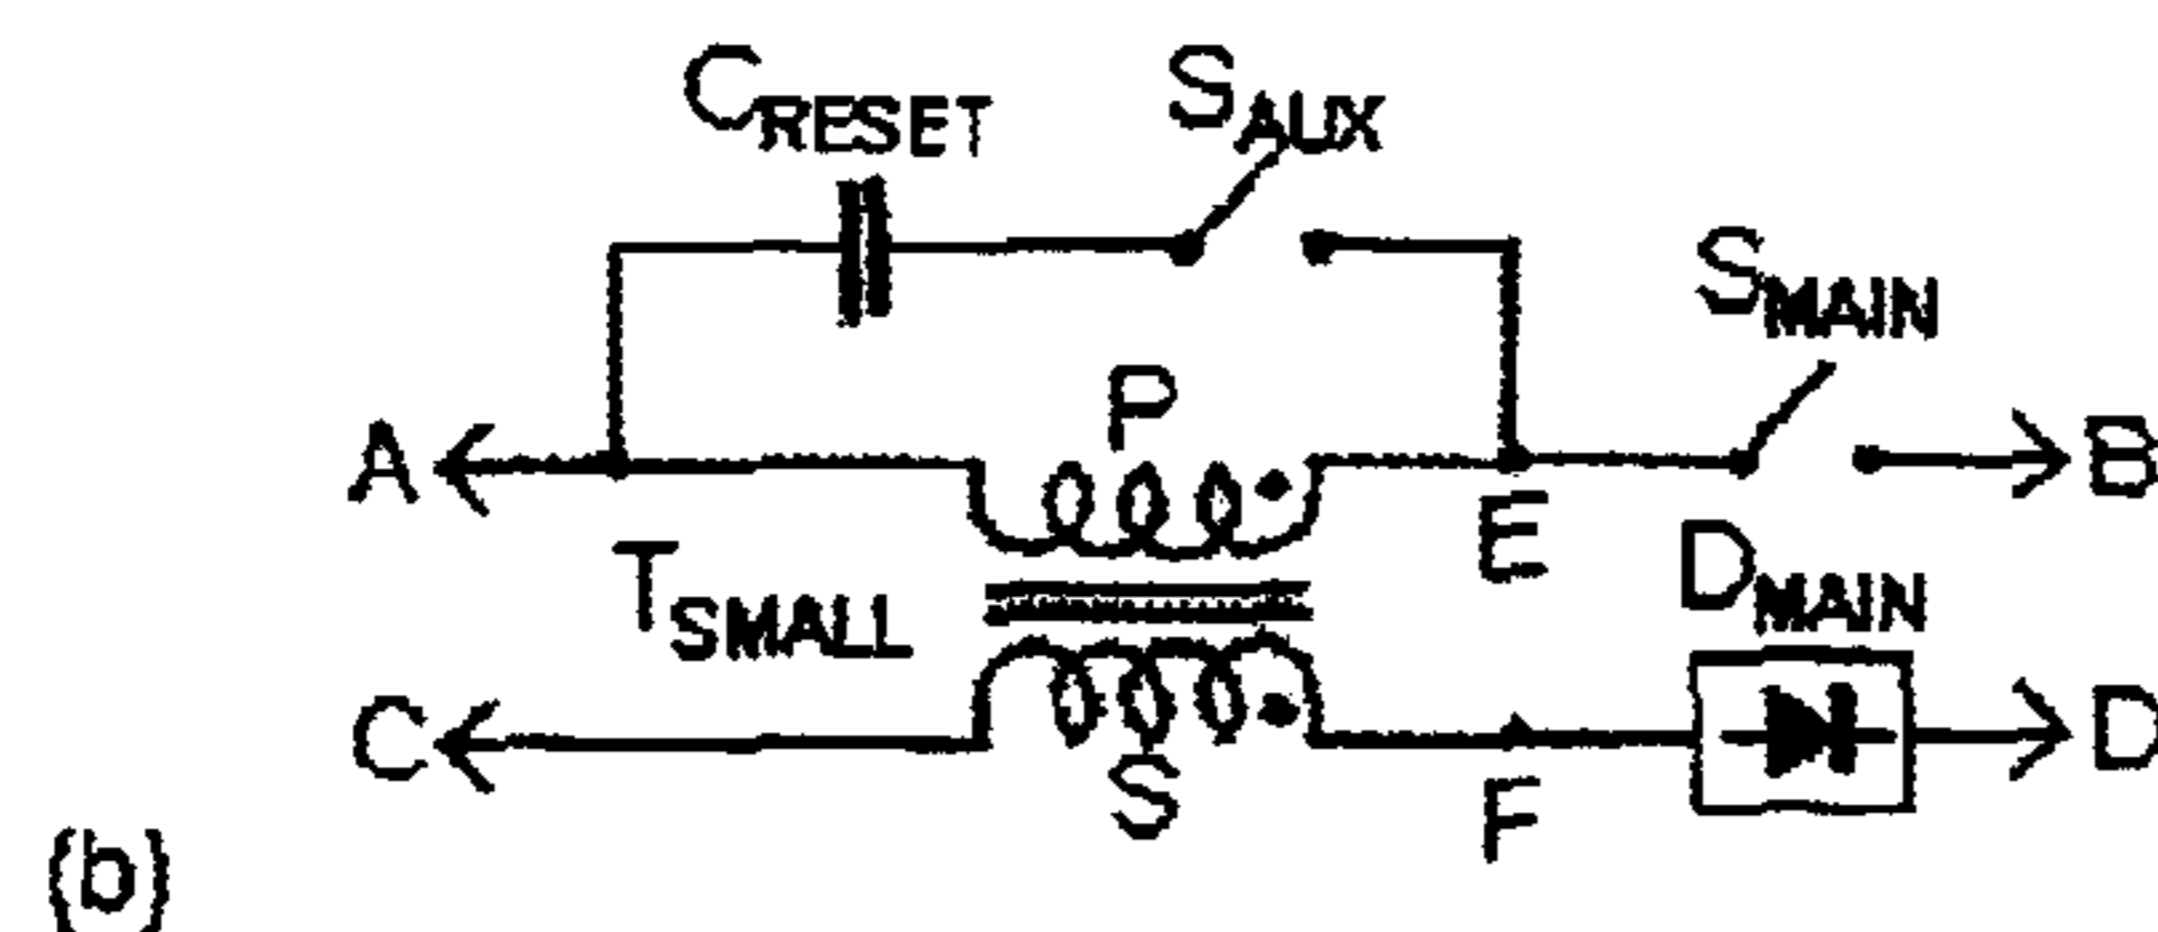 CRESET SAUX
SMAIN
P
A B
E
TSMALL DMAIN
C D
S F
(b)